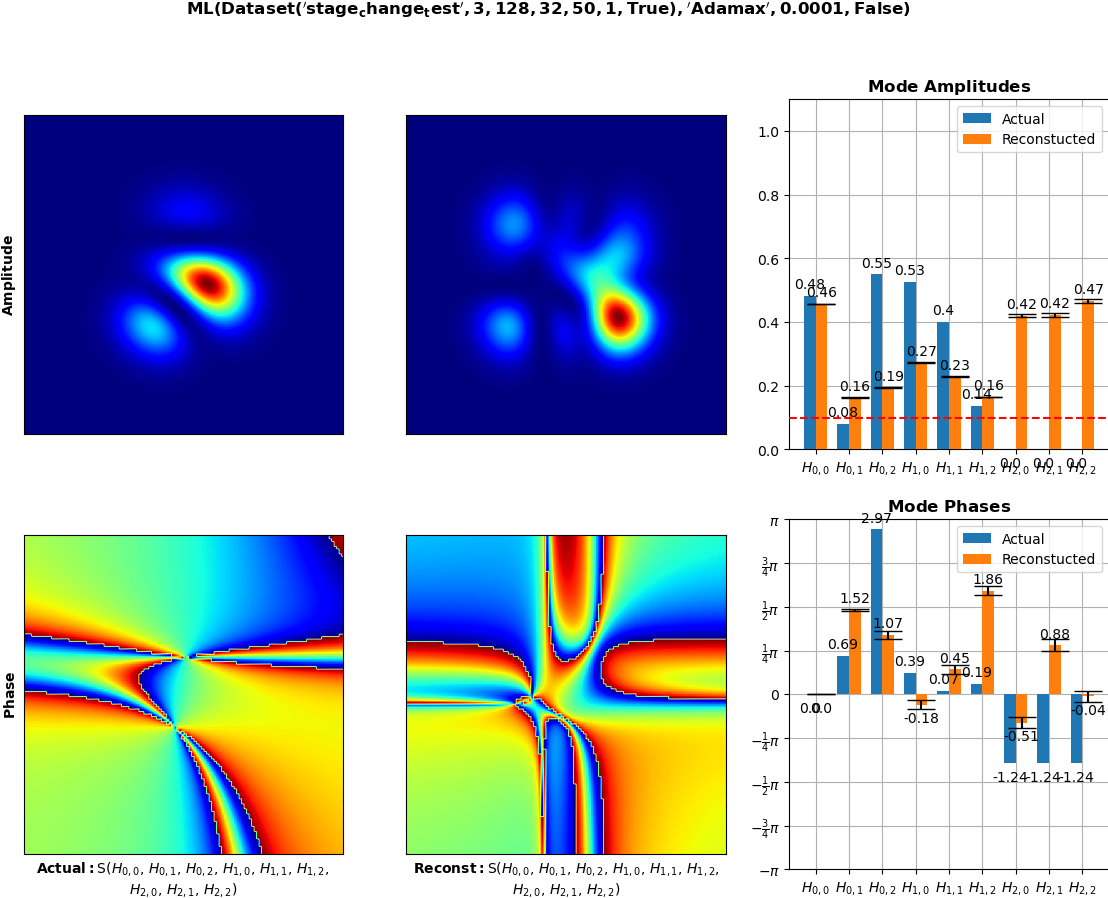 ML(Dataset('stage_change_test', 3, 128, 32, 50, 1, True), 'Adamax', 0.0001, False)
Amplitude
Mode Amplitudes
Actual
Reconstucted
1.0
0.8
0.6
0.4
0.2
0.0
0.48
0.46
0.08
0.16
0.55
0.19
0.53
0.27
0.4
0.23
0.14
0.16
0.0
0.42
0.0
0.42
0.0
0.47
H0,0 H0,1 H0,2 H1,0 H1,1 H1,2 H2,0 H2,1 H2,2
Phase
Mode Phases
Actual
Reconstucted
π
3/4π
1/2π
1/4π
0
−1/4π
−1/2π
−3/4π
−π
0.0
0.0
0.69
1.52
2.97
1.07
0.39
-0.18
0.07
0.45
0.19
1.86
-1.24
-0.51
-1.24
0.88
-1.24
-0.04
H0,0 H0,1 H0,2 H1,0 H1,1 H1,2 H2,0 H2,1 H2,2
Actual: S(H0,0, H0,1, H0,2, H1,0, H1,1, H1,2,
H2,0, H2,1, H2,2)
Reconst: S(H0,0, H0,1, H0,2, H1,0, H1,1, H1,2,
H2,0, H2,1, H2,2)